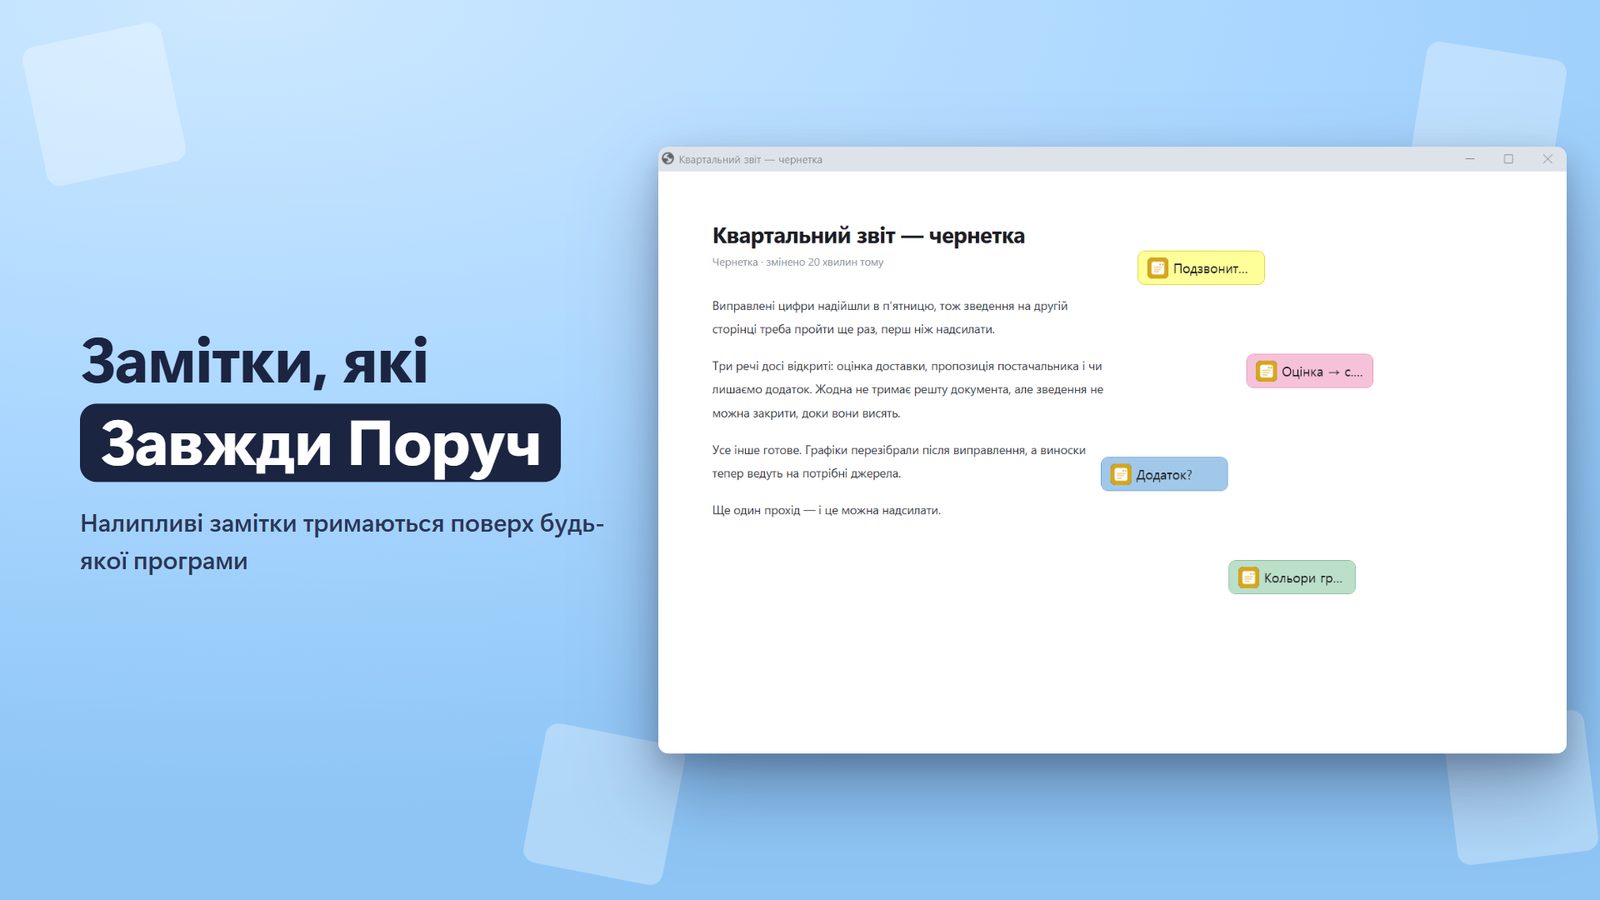 Замітки, які
Завжди Поруч
Налипливі замітки тримаються поверх будь-
якої програми
Квартальний звіт — чернетка
Квартальний звіт — чернетка
Чернетка · змінено 20 хвилин тому
Виправлені цифри надійшли в п'ятницю, тож зведення на другій
сторінці треба пройти ще раз, перш ніж надсилати.
Три речі досі відкриті: оцінка доставки, пропозиція постачальника і чи
лишаємо додаток. Жодна не тримає решту документа, але зведення не
можна закрити, доки вони висять.
Усе інше готове. Графіки перезібрали після виправлення, а виноски
тепер ведуть на потрібні джерела.
Ще один прохід — і це можна надсилати.
Подзвонит...
Оцінка → с....
Додаток?
Кольори гр...